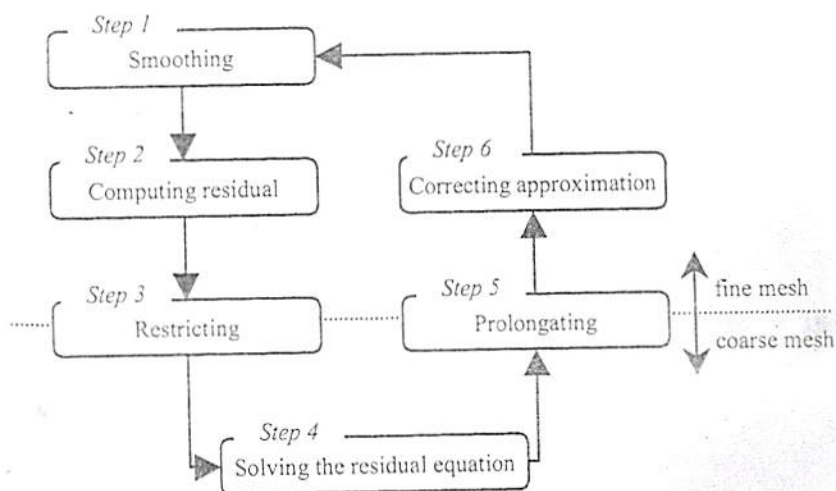 Step 1
Smoothing
Step 2
Computing residual
Step 3
Restricting
Step 4
Solving the residual equation
Step 5
Prolongating
Step 6
Correcting approximation
fine mesh
coarse mesh